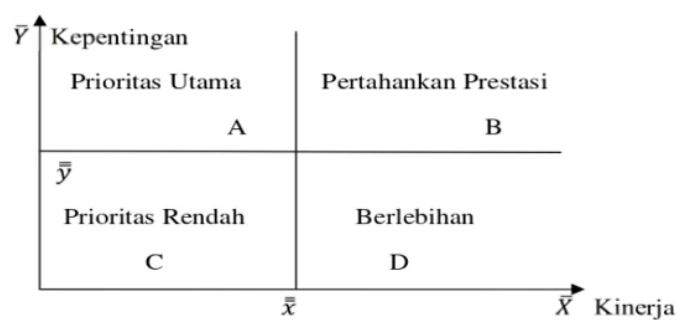 Ȳ Kepentingan
Prioritas Utama
Pertahankan Prestasi
A
B
y̿
Prioritas Rendah
Berlebihan
C
D
x̿
X̄ Kinerja